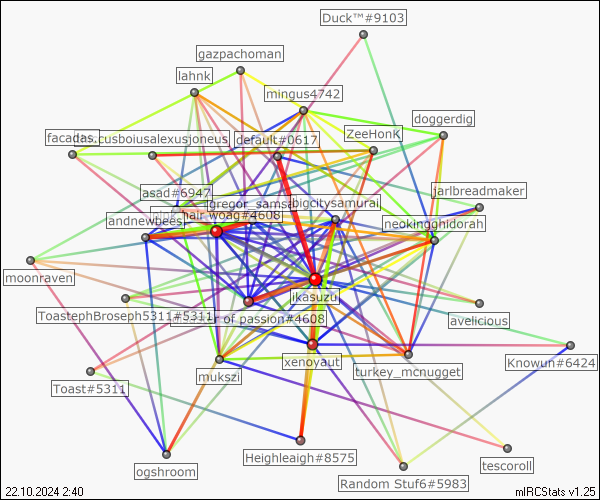 Duck™#9103
gazpachoman
lahnk
mingus4742
doggerdig
facadas.
default#0617
ZeeHonK
asad#6947
jarlbreadmaker
gregor_samsa
bigcitysamurai
andnewbees
hair_woag#4608
neokingghidorah
moonraven
ikasuzu
ToastephBroseph5311#5311
of passion#4608
avelicious
xenoyaut
Knowun#6424
mukszi
turkey_mcnugget
Toast#5311
Heighleaigh#8575
tescoroll
ogshroom
Random Stuf6#5983
22.10.2024 2:40
mIRCStats v1.25